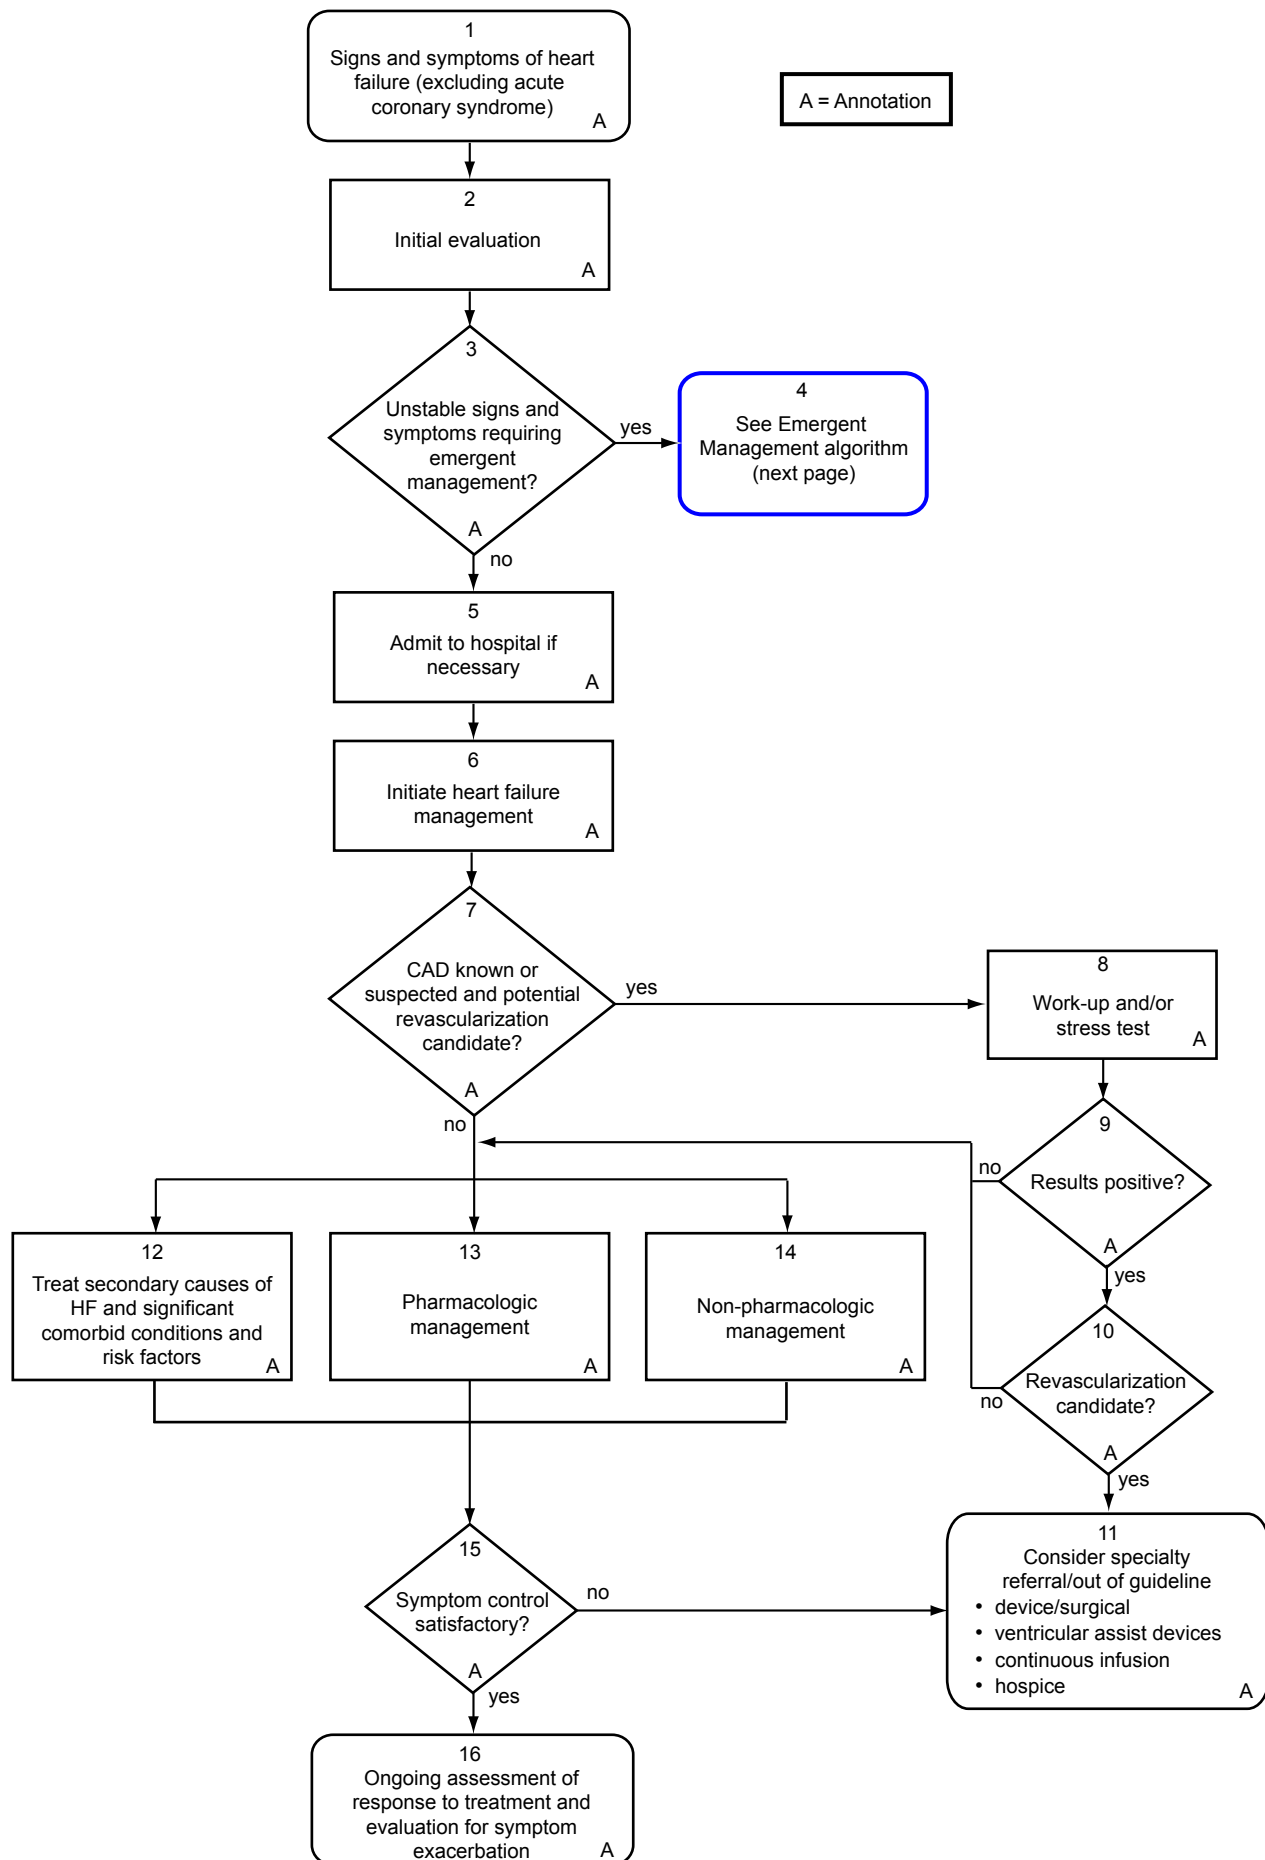 1
Signs and symptoms of heart
failure (excluding acute
coronary syndrome)
A
A = Annotation
2
Initial evaluation
A
3
Unstable signs and
symptoms requiring
emergent
management?
A
yes
no
4
See Emergent
Management algorithm
(next page)
5
Admit to hospital if
necessary
A
6
Initiate heart failure
management
A
7
CAD known or
suspected and potential
revascularization
candidate?
A
yes
no
8
Work-up and/or
stress test
A
9
Results positive?
A
no
yes
10
Revascularization
candidate?
A
no
yes
11
Consider specialty
referral/out of guideline
• device/surgical
• ventricular assist devices
• continuous infusion
• hospice
A
12
Treat secondary causes of
HF and significant
comorbid conditions and
risk factors
A
13
Pharmacologic
management
A
14
Non-pharmacologic
management
A
15
Symptom control
satisfactory?
A
no
yes
16
Ongoing assessment of
response to treatment and
evaluation for symptom
exacerbation
A